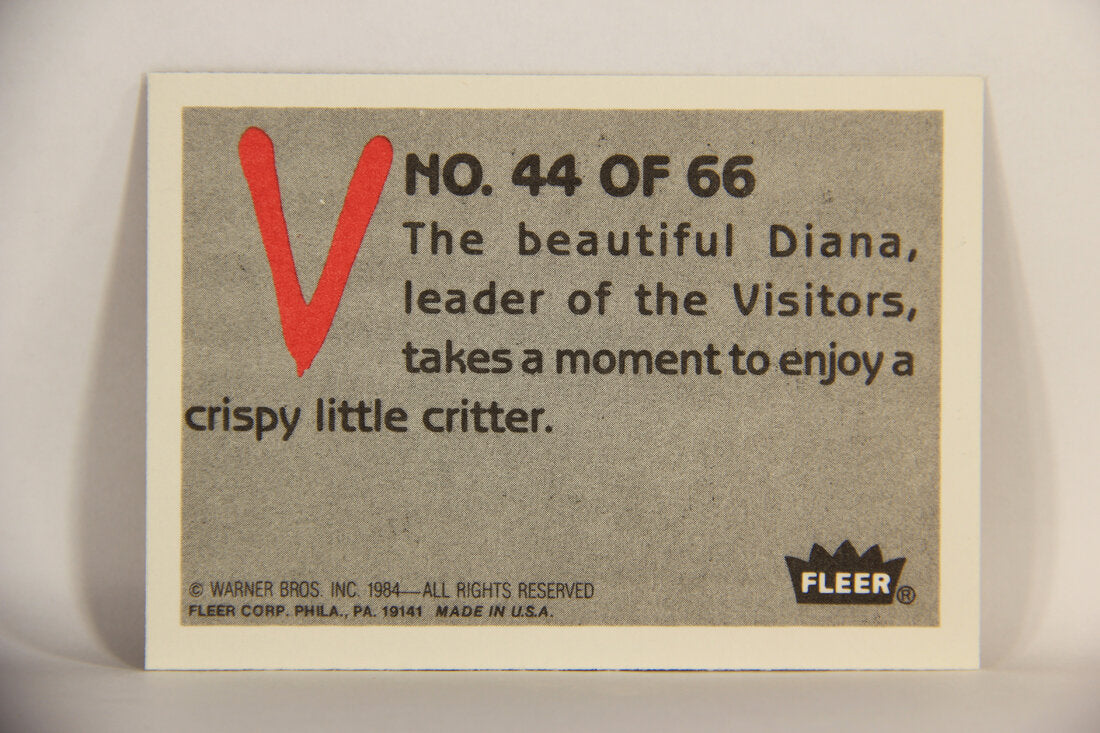 V
NO. 44 OF 66
The beautiful Diana,
leader of the Visitors,
takes a moment to enjoy a
crispy little critter.
© WARNER BROS. INC. 1984—ALL RIGHTS RESERVED
FLEER CORP. PHILA., PA. 19141 MADE IN U.S.A.
FLEER®